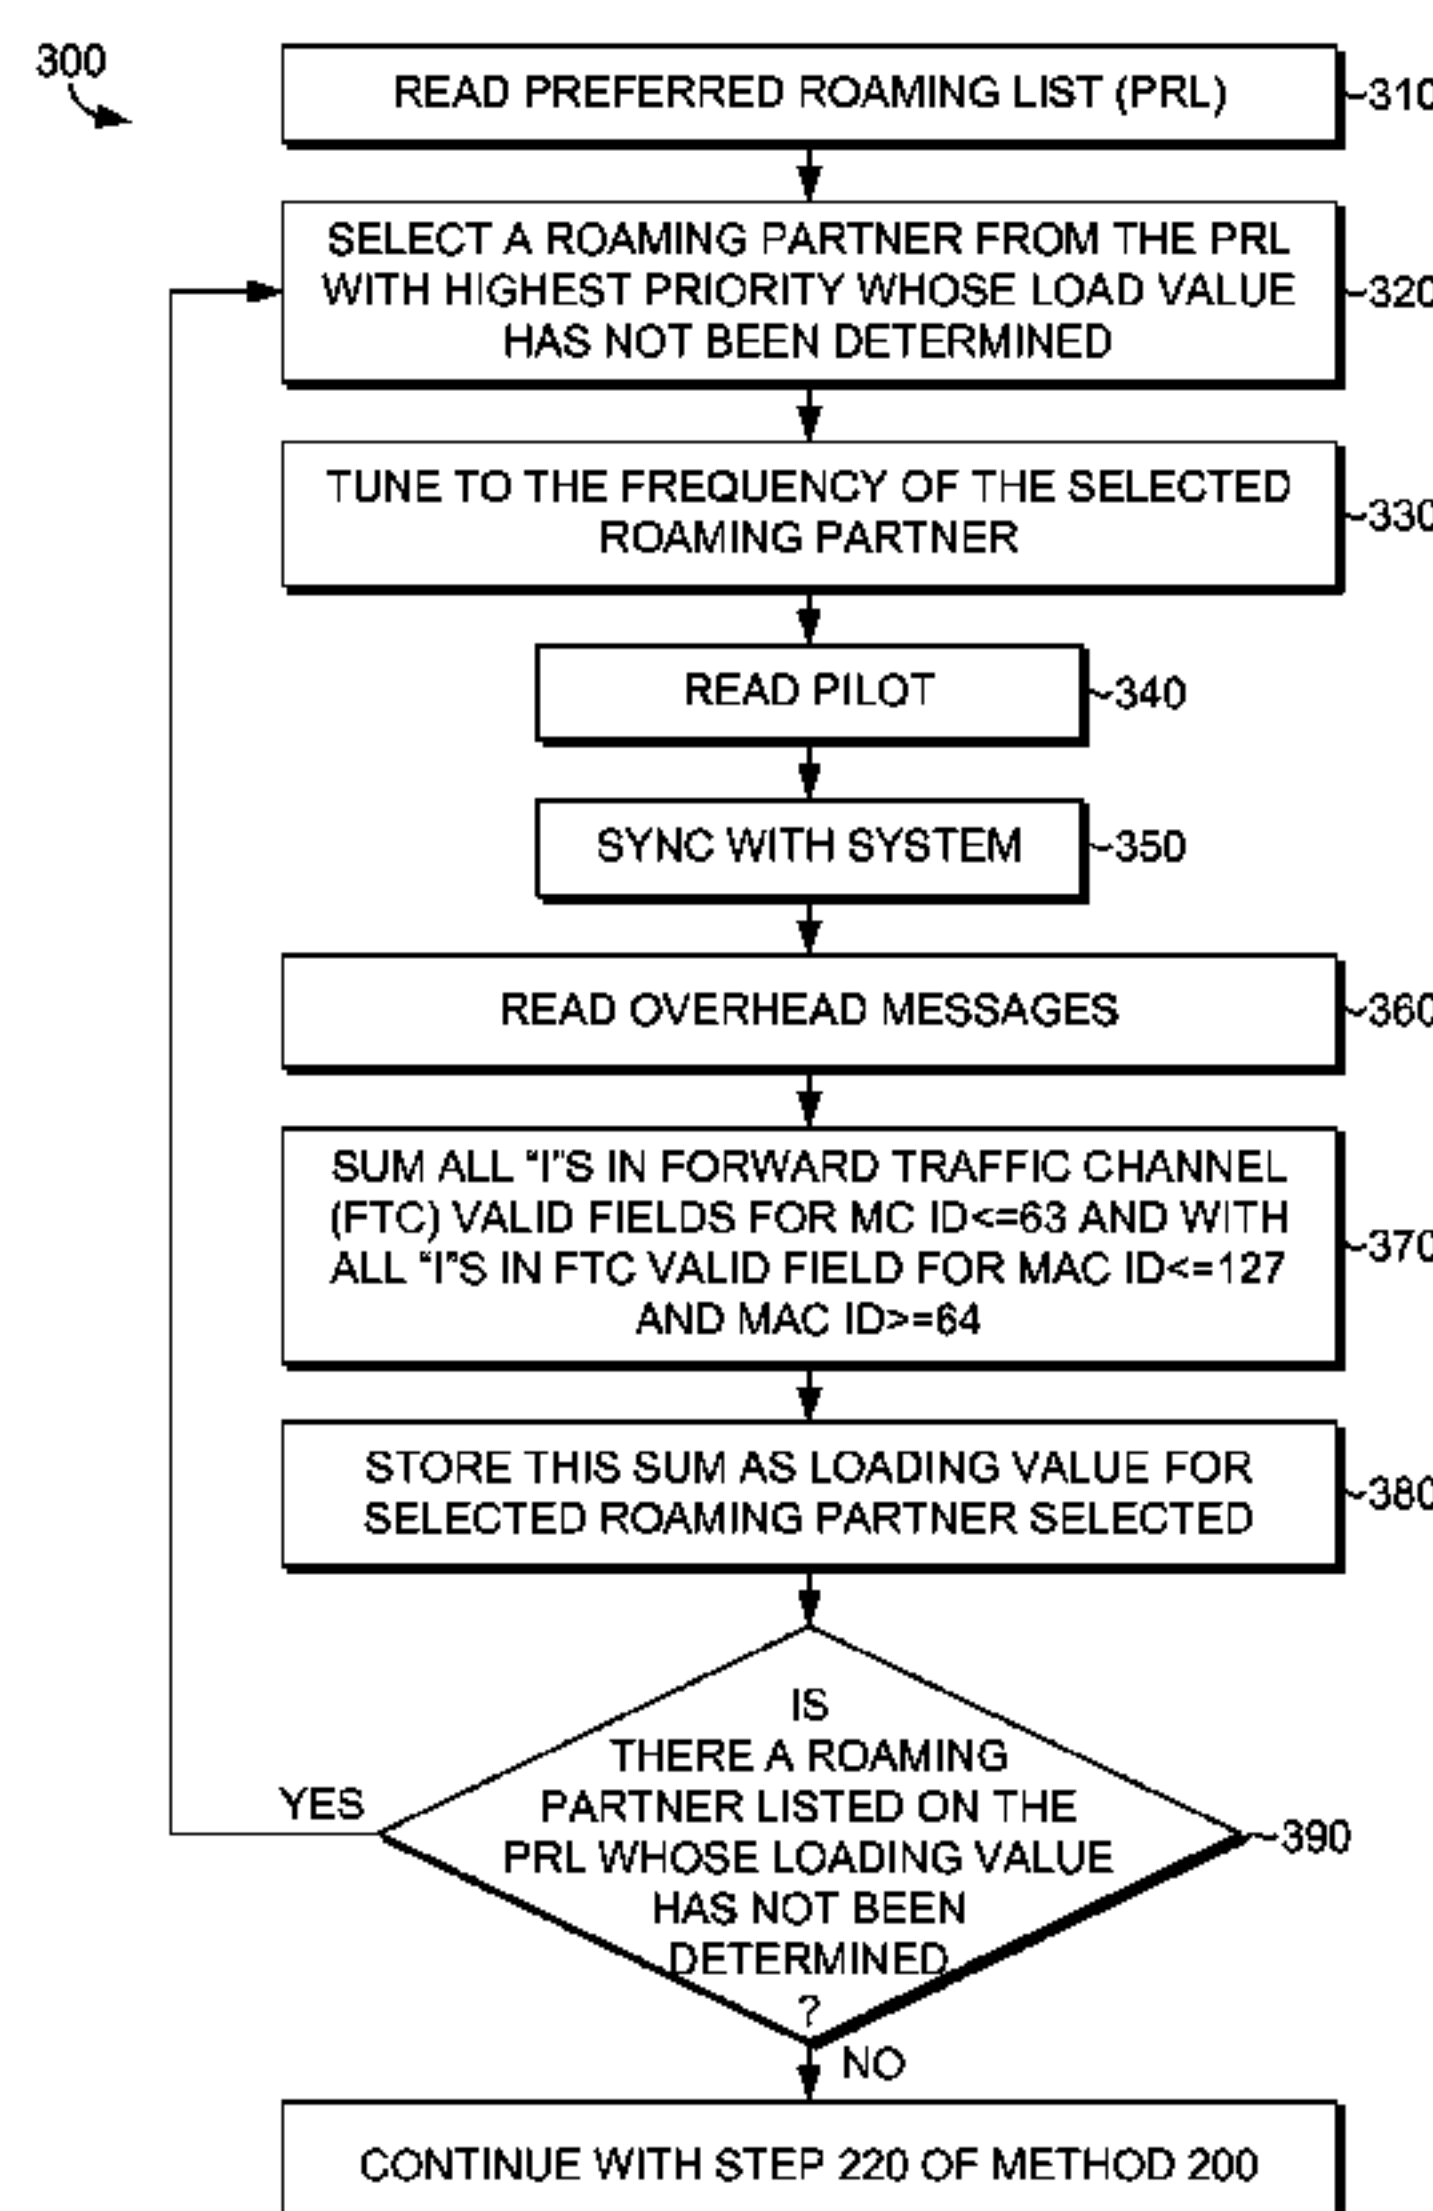 300
READ PREFERRED ROAMING LIST (PRL)
310
SELECT A ROAMING PARTNER FROM THE PRL
WITH HIGHEST PRIORITY WHOSE LOAD VALUE
HAS NOT BEEN DETERMINED
320
TUNE TO THE FREQUENCY OF THE SELECTED
ROAMING PARTNER
330
READ PILOT
340
SYNC WITH SYSTEM
350
READ OVERHEAD MESSAGES
360
SUM ALL "I"S IN FORWARD TRAFFIC CHANNEL
(FTC) VALID FIELDS FOR MC ID<=63 AND WITH
ALL "I"S IN FTC VALID FIELD FOR MAC ID<=127
AND MAC ID>=64
370
STORE THIS SUM AS LOADING VALUE FOR
SELECTED ROAMING PARTNER SELECTED
380
IS
THERE A ROAMING
PARTNER LISTED ON THE
PRL WHOSE LOADING VALUE
HAS NOT BEEN
DETERMINED
?
YES
390
NO
CONTINUE WITH STEP 220 OF METHOD 200